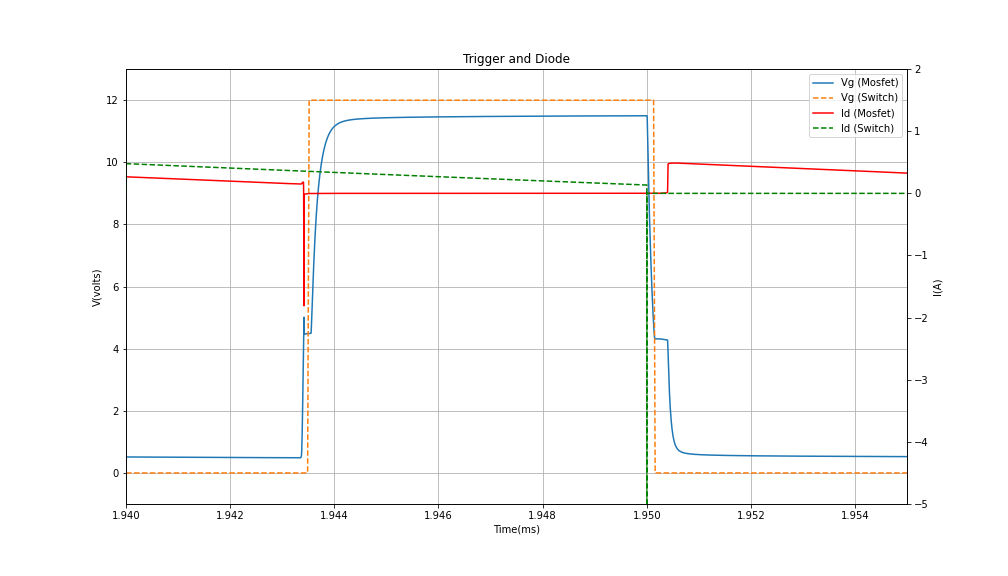 Trigger and Diode
Vg (Mosfet)
Vg (Switch)
Id (Mosfet)
Id (Switch)
12
10
8
6
4
2
0
V(volts)
2
1
0
−1
−2
−3
−4
−5
I(A)
1.940 1.942 1.944 1.946 1.948 1.950 1.952 1.954
Time(ms)